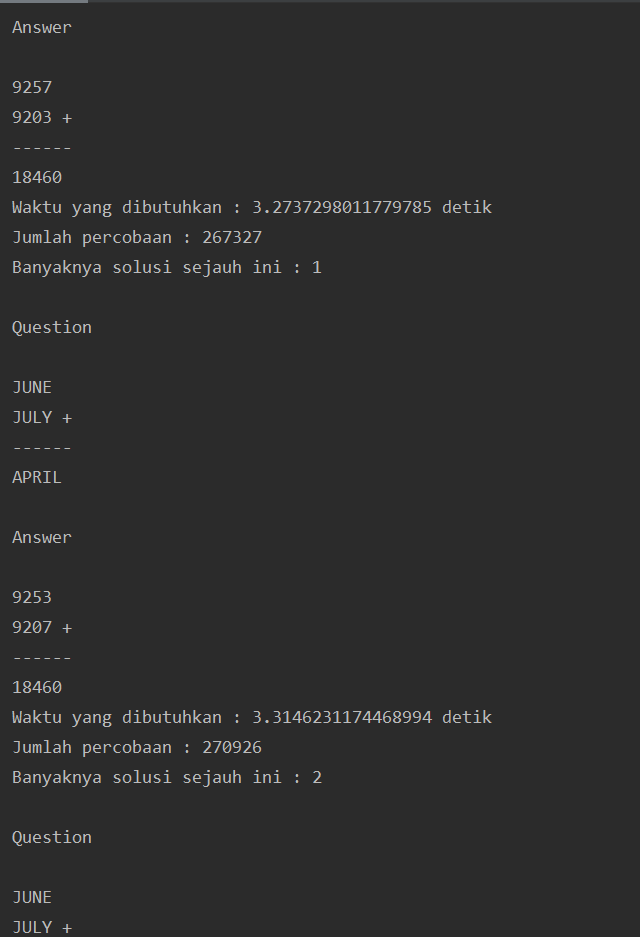 Answer
9257
9203 +
------
18460
Waktu yang dibutuhkan : 3.2737298011779785 detik
Jumlah percobaan : 267327
Banyaknya solusi sejauh ini : 1
Question
JUNE
JULY +
------
APRIL
Answer
9253
9207 +
------
18460
Waktu yang dibutuhkan : 3.3146231174468994 detik
Jumlah percobaan : 270926
Banyaknya solusi sejauh ini : 2
Question
JUNE
JULY +